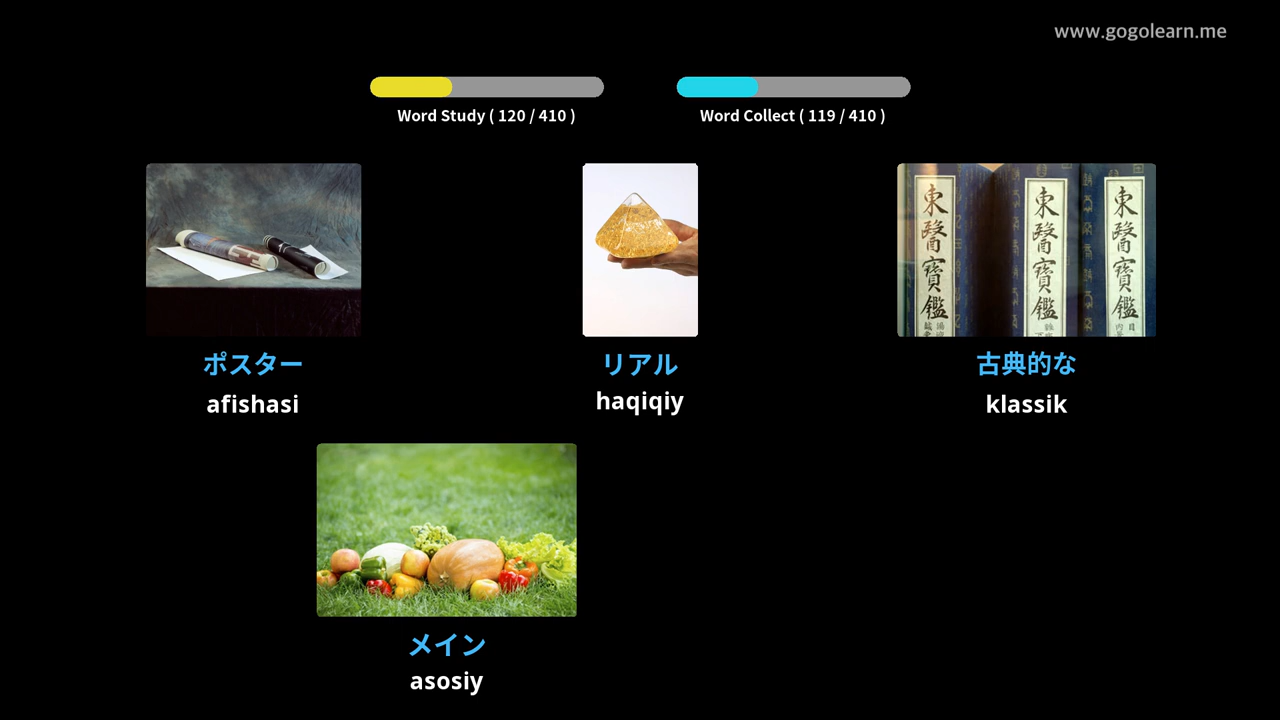 www.gogolearn.me
Word Study ( 120 / 410 )
Word Collect ( 119 / 410 )
東醫寶鑑
東醫寶鑑
東醫寶鑑
ポスター
afishasi
リアル
haqiqiy
古典的な
klassik
メイン
asosiy